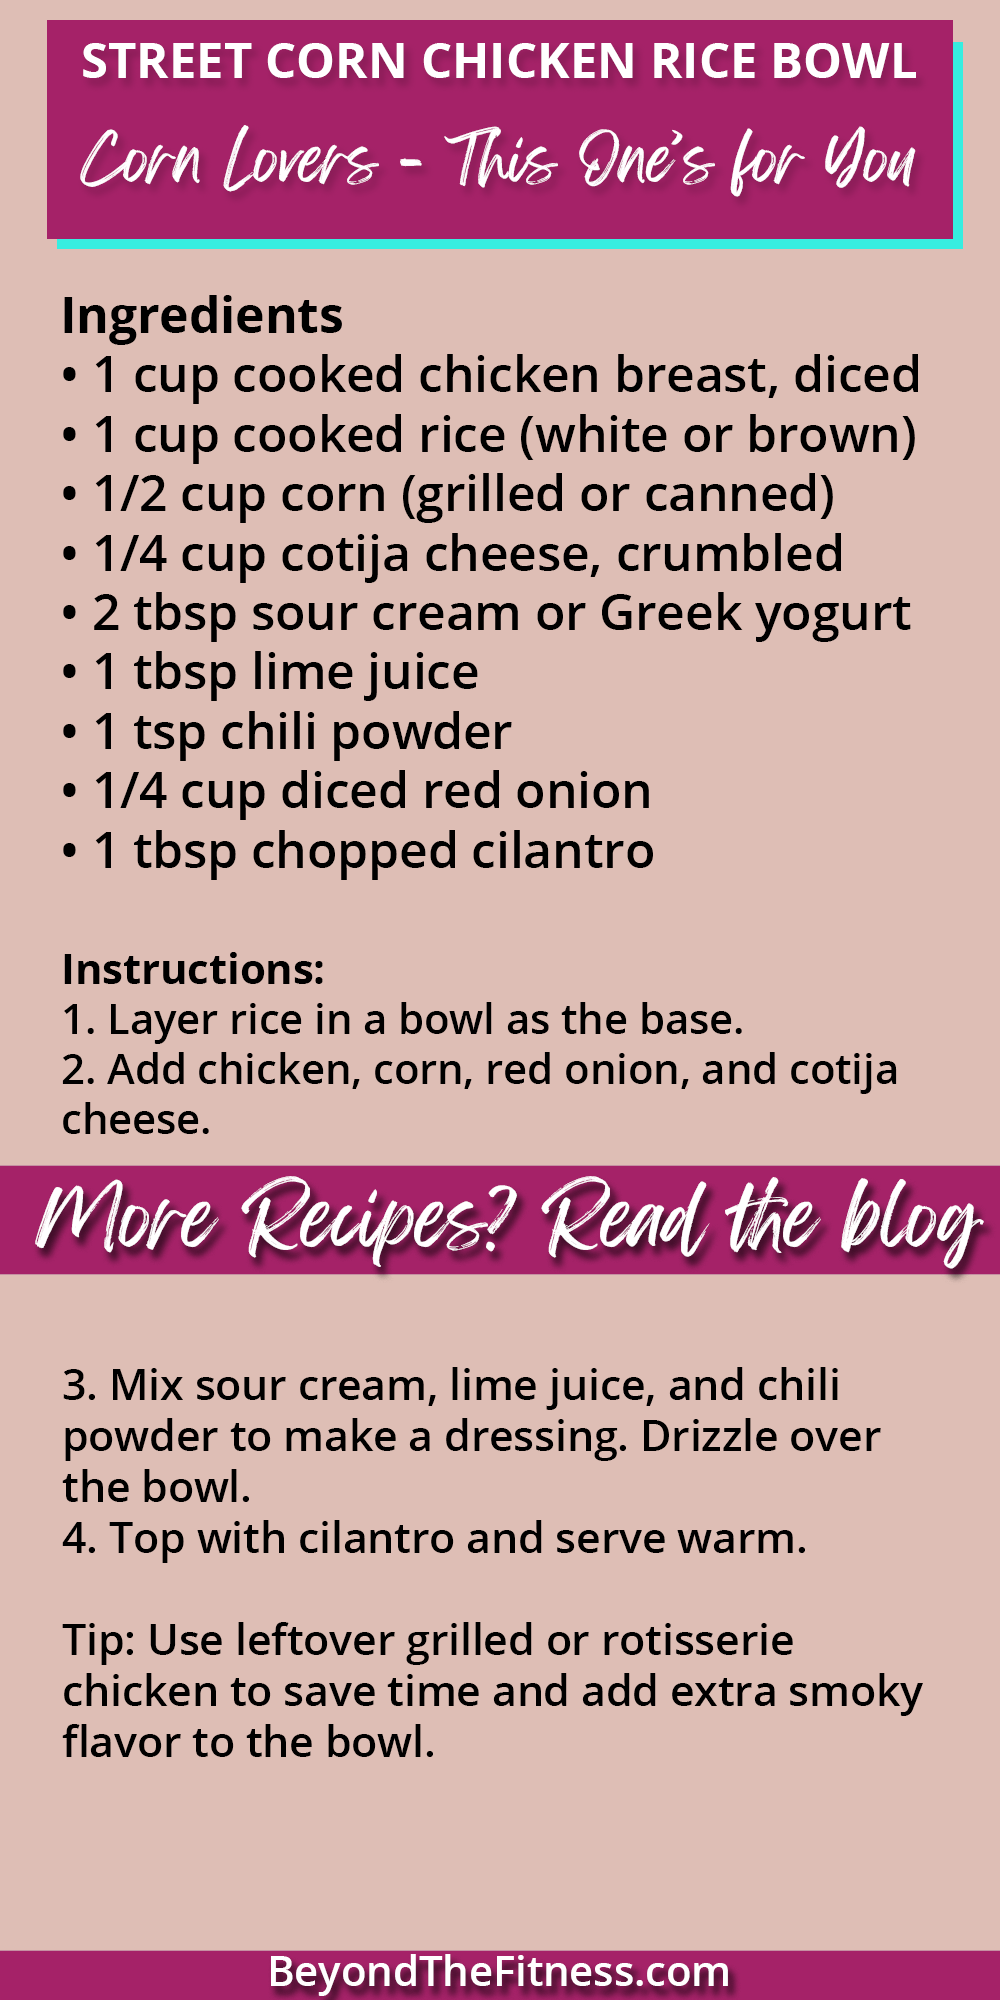 STREET CORN CHICKEN RICE BOWL
Corn Lovers - This One's for You
Ingredients
• 1 cup cooked chicken breast, diced
• 1 cup cooked rice (white or brown)
• 1/2 cup corn (grilled or canned)
• 1/4 cup cotija cheese, crumbled
• 2 tbsp sour cream or Greek yogurt
• 1 tbsp lime juice
• 1 tsp chili powder
• 1/4 cup diced red onion
• 1 tbsp chopped cilantro
Instructions:
1. Layer rice in a bowl as the base.
2. Add chicken, corn, red onion, and cotija
cheese.
More Recipes? Read the blog
3. Mix sour cream, lime juice, and chili
powder to make a dressing. Drizzle over
the bowl.
4. Top with cilantro and serve warm.
Tip: Use leftover grilled or rotisserie
chicken to save time and add extra smoky
flavor to the bowl.
BeyondTheFitness.com